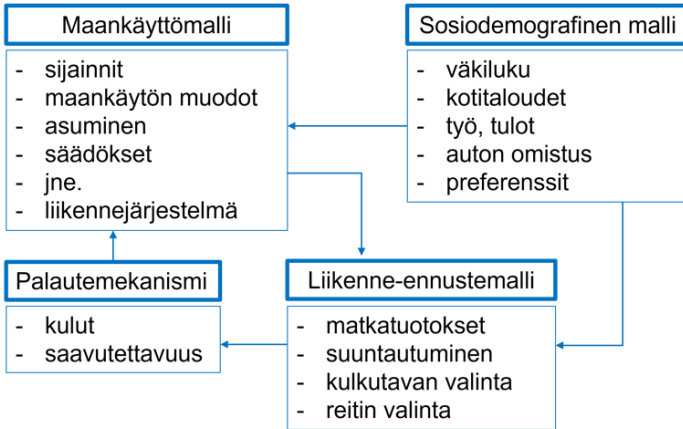 Maankäyttömalli
- sijainnit
- maankäytön muodot
- asuminen
- säädökset
- jne.
- liikennejärjestelmä
Sosiodemografinen malli
- väkiluku
- kotitaloudet
- työ, tulot
- auton omistus
- preferenssit
Palautemekanismi
- kulut
- saavutettavuus
Liikenne-ennustemalli
- matkatuotokset
- suuntautuminen
- kulkutavan valinta
- reitin valinta